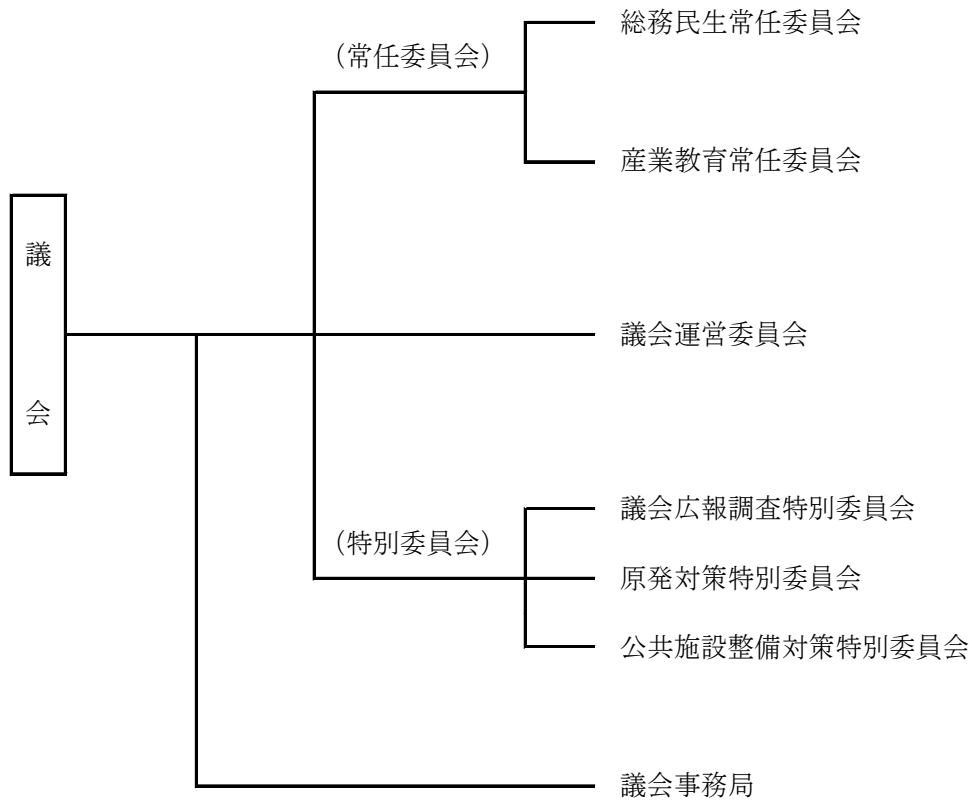 総務民生常任委員会
（常任委員会）
産業教育常任委員会
議会
議会運営委員会
議会広報調査特別委員会
（特別委員会）
原発対策特別委員会
公共施設整備対策特別委員会
議会事務局